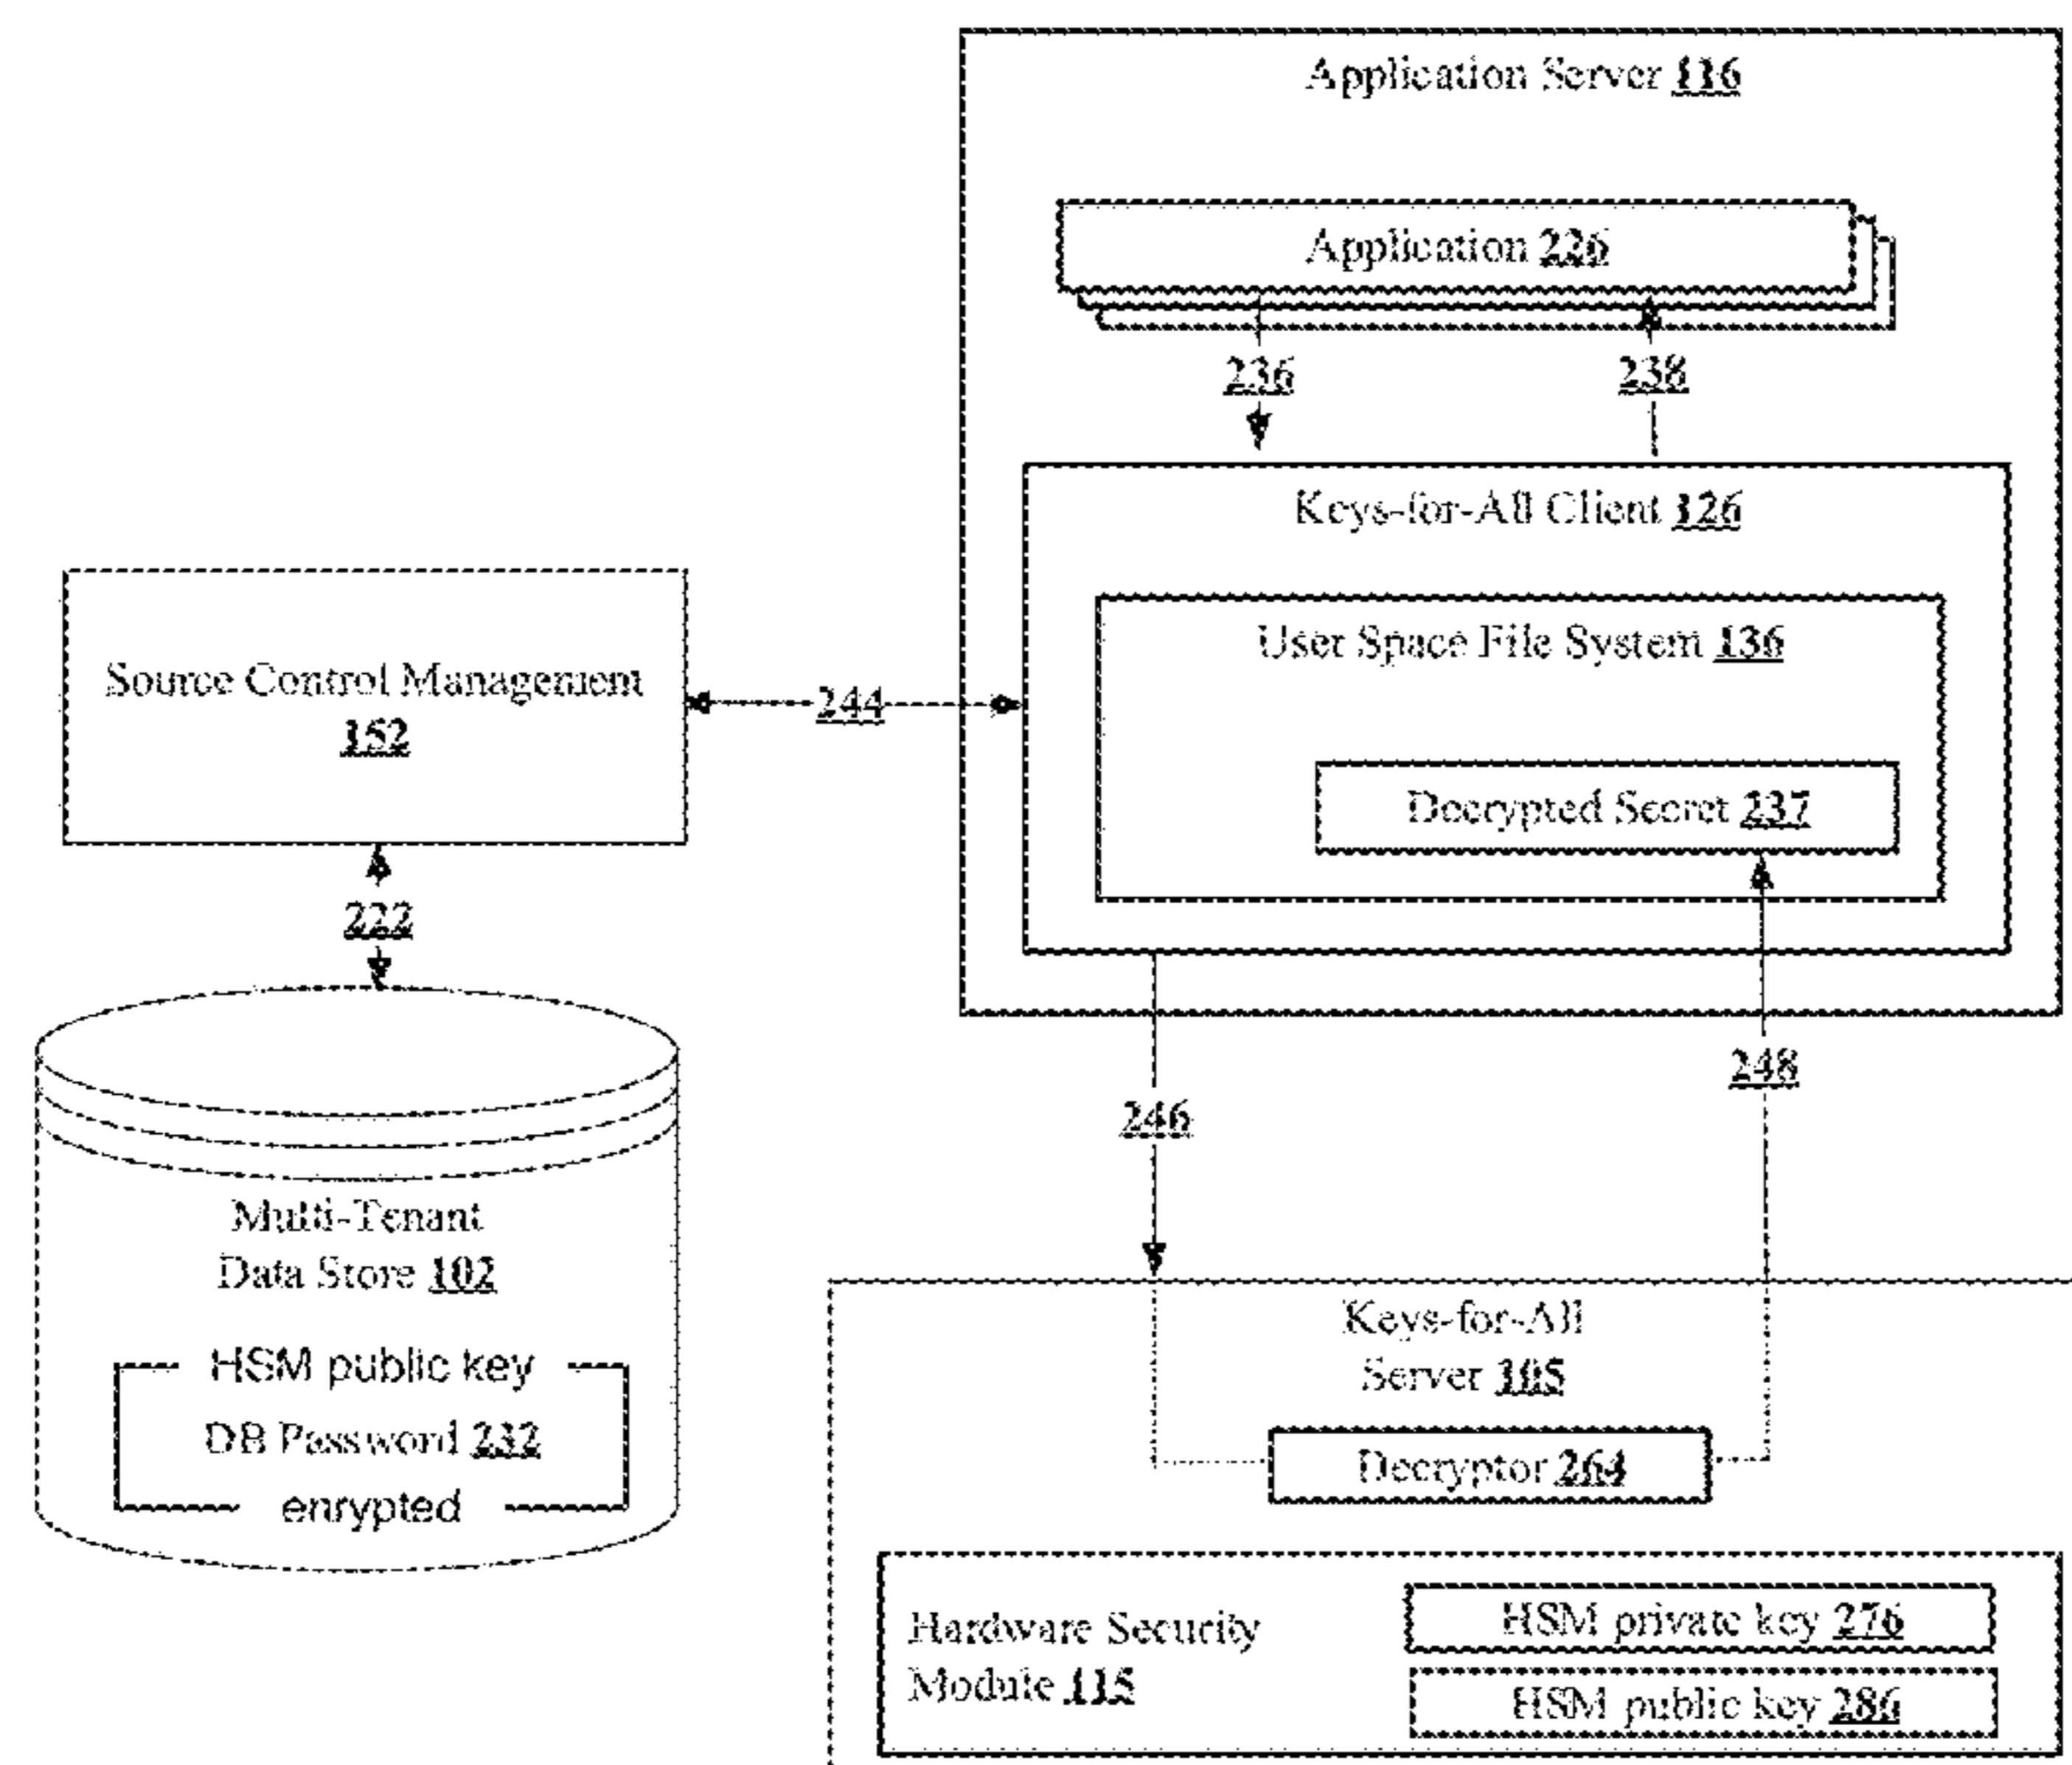 Application Server 116
Application 226
236
238
Keys-for-All Client 126
User Space File System 136
Source Control Management
152
244
Decrypted Secret 237
222
248
246
Multi-Tenant
Data Store 102
HSM public key
DB Password 232
enrypted
Keys-for-All
Server 105
Decryptor 264
Hardware Security
Module 115
HSM private key 276
HSM public key 286